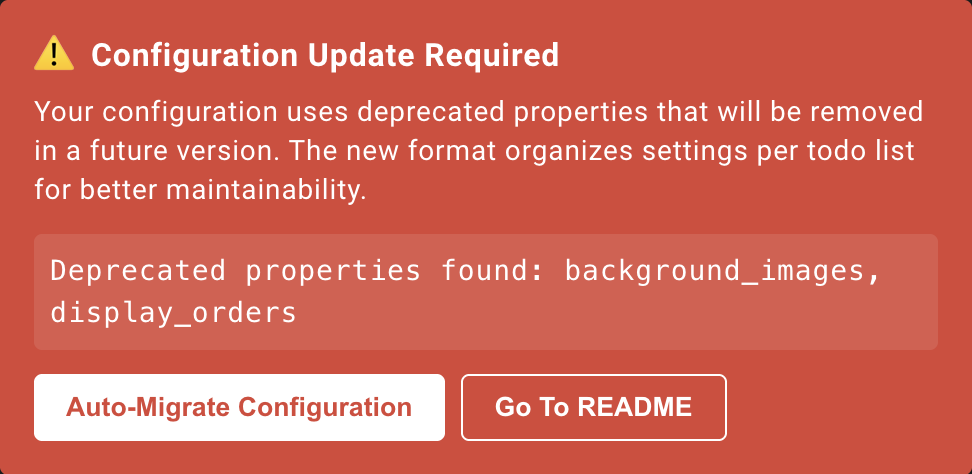 ⚠️ Configuration Update Required
Your configuration uses deprecated properties that will be removed
in a future version. The new format organizes settings per todo list
for better maintainability.
Deprecated properties found: background_images,
display_orders
Auto-Migrate Configuration
Go To README